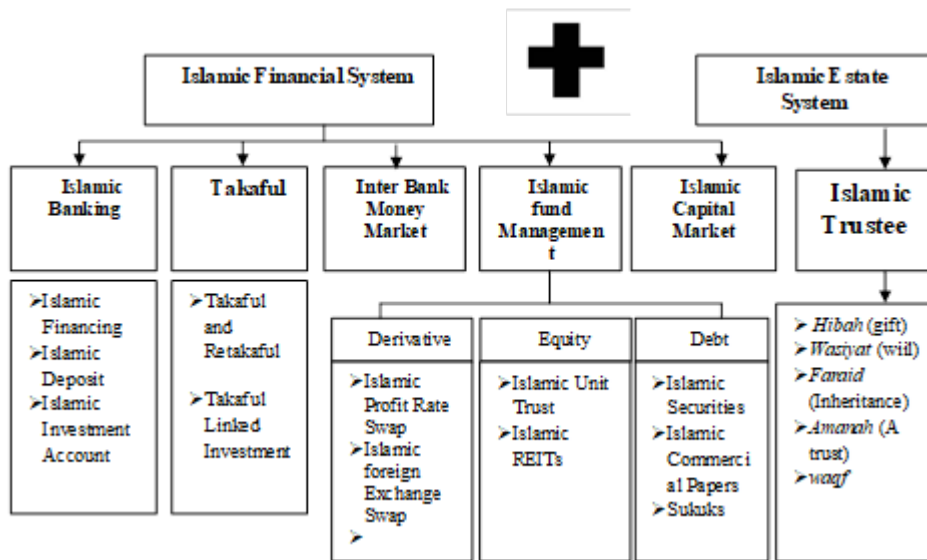 Islamic Financial System
Islamic Estate
System
Islamic
Banking
Takaful
Inter Bank
Money
Market
Islamic
fund
Managemen
t
Islamic
Capital
Market
Islamic
Trustee
➢Islamic
Financing
➢Islamic
Deposit
➢Islamic
Investment
Account
➢Takaful
and
Retakaful
➢Takaful
Linked
Investment
Derivative
➢Islamic
Profit Rate
Swap
➢Islamic
foreign
Exchange
Swap
➢
Equity
➢Islamic Unit
Trust
➢Islamic
REITs
Debt
➢Islamic
Securities
➢Islamic
Commerci
al Papers
➢Sukuks
➢Hibah (gift)
➢Wasiyat (wiil)
➢Faraid
(Inheritance)
➢Amanah (A
trust)
➢waqf